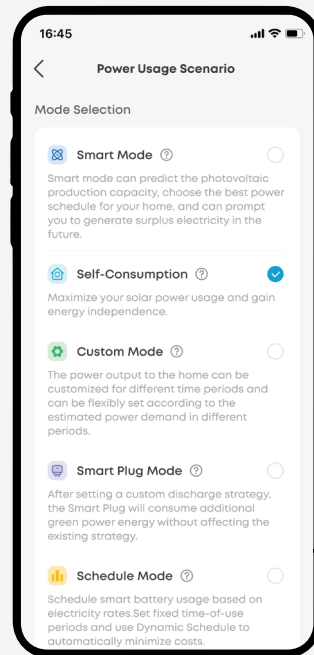 16:45
Power Usage Scenario
Mode Selection
Smart Mode ?
Smart mode can predict the photovoltaic
production capacity, choose the best power
schedule for your home, and can prompt
you to generate surplus electricity in the
future.
Self-Consumption ?
Maximize your solar power usage and gain
energy independence.
Custom Mode ?
The power output to the home can be
customized for different time periods and
can be flexibly set according to the
estimated power demand in different
periods.
Smart Plug Mode ?
After setting a custom discharge strategy,
the Smart Plug will consume additional
green power energy without affecting the
existing strategy.
Schedule Mode ?
Schedule smart battery usage based on
electricity rates.Set fixed time-of-use
periods and use Dynamic Schedule to
automatically minimize costs.